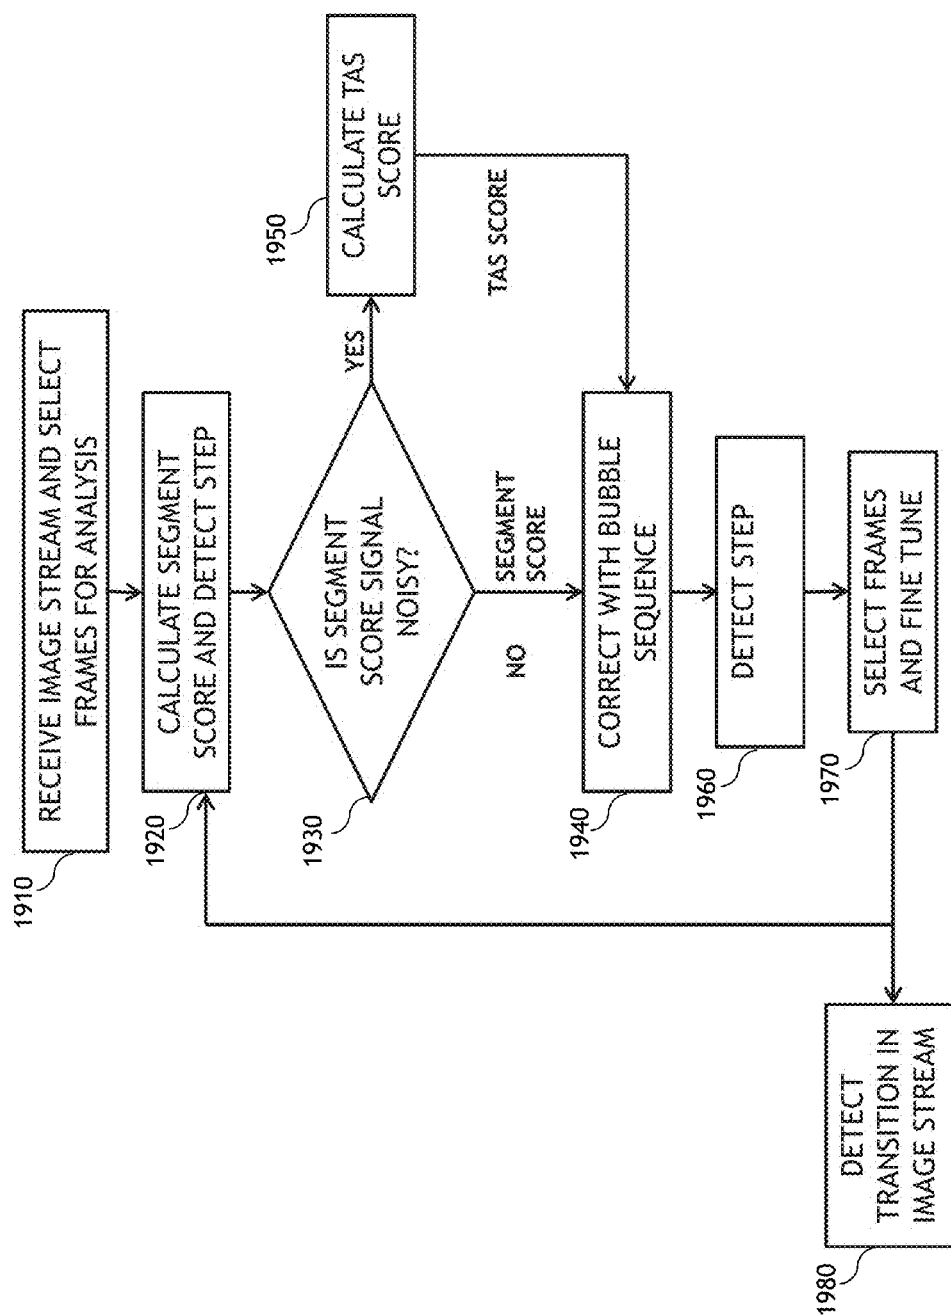 1910
RECEIVE IMAGE STREAM AND SELECT
FRAMES FOR ANALYSIS
1920
CALCULATE SEGMENT
SCORE AND DETECT STEP
1930
IS SEGMENT
SCORE SIGNAL
NOISY?
YES
1950
CALCULATE TAS
SCORE
TAS SCORE
NO
SEGMENT
SCORE
1940
CORRECT WITH BUBBLE
SEQUENCE
1960
DETECT STEP
1970
SELECT FRAMES
AND FINE TUNE
1980
DETECT
TRANSITION IN
IMAGE STREAM